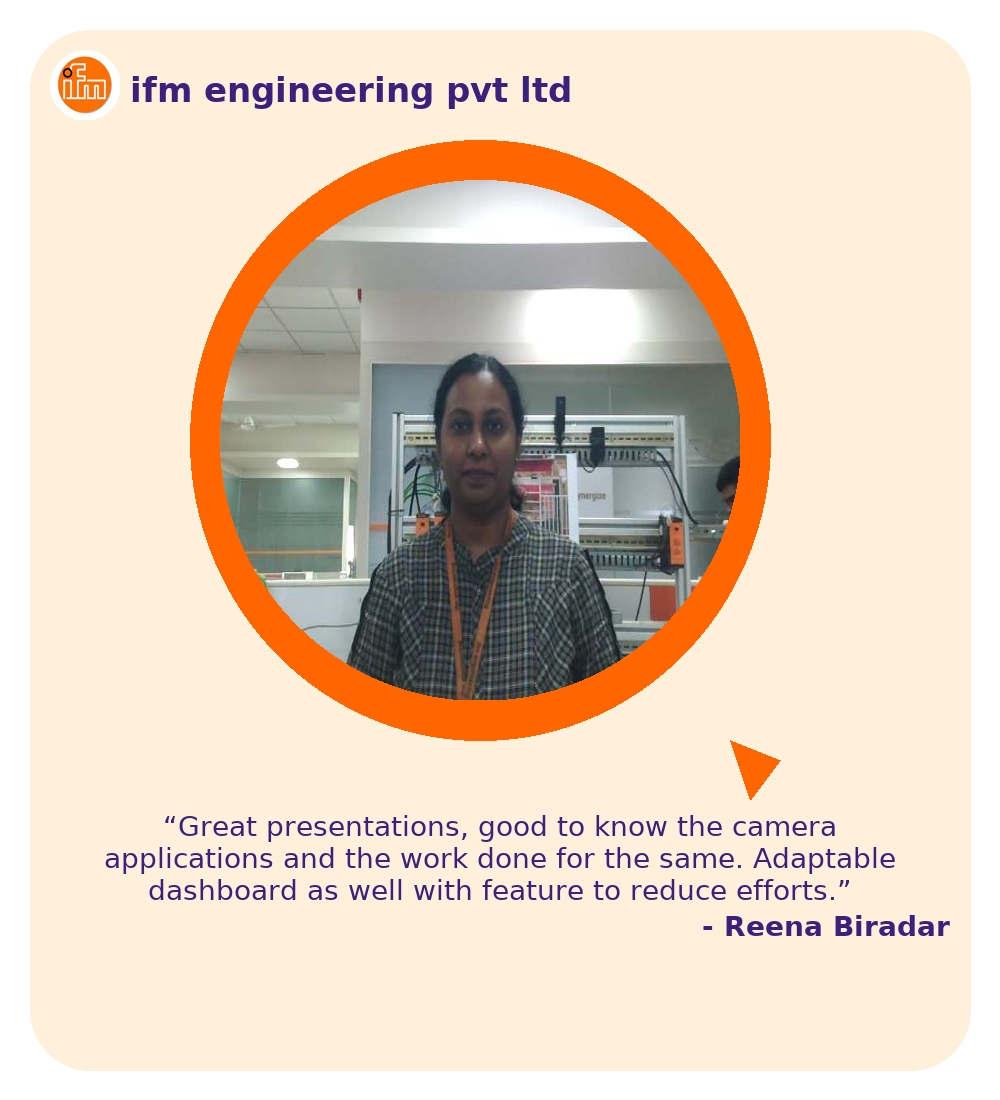 ifm
ifm engineering pvt ltd
ynergize
“Great presentations, good to know the camera
applications and the work done for the same. Adaptable
dashboard as well with feature to reduce efforts.”
- Reena Biradar